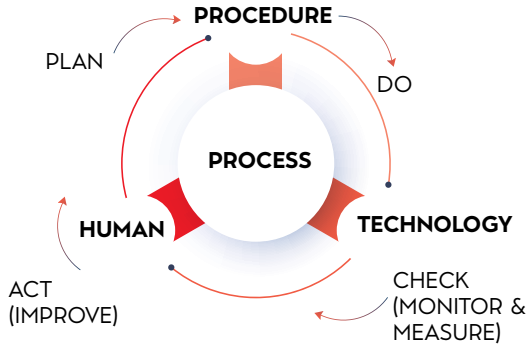 PROCEDURE
PLAN
DO
PROCESS
HUMAN
TECHNOLOGY
ACT
(IMPROVE)
CHECK
(MONITOR &
MEASURE)